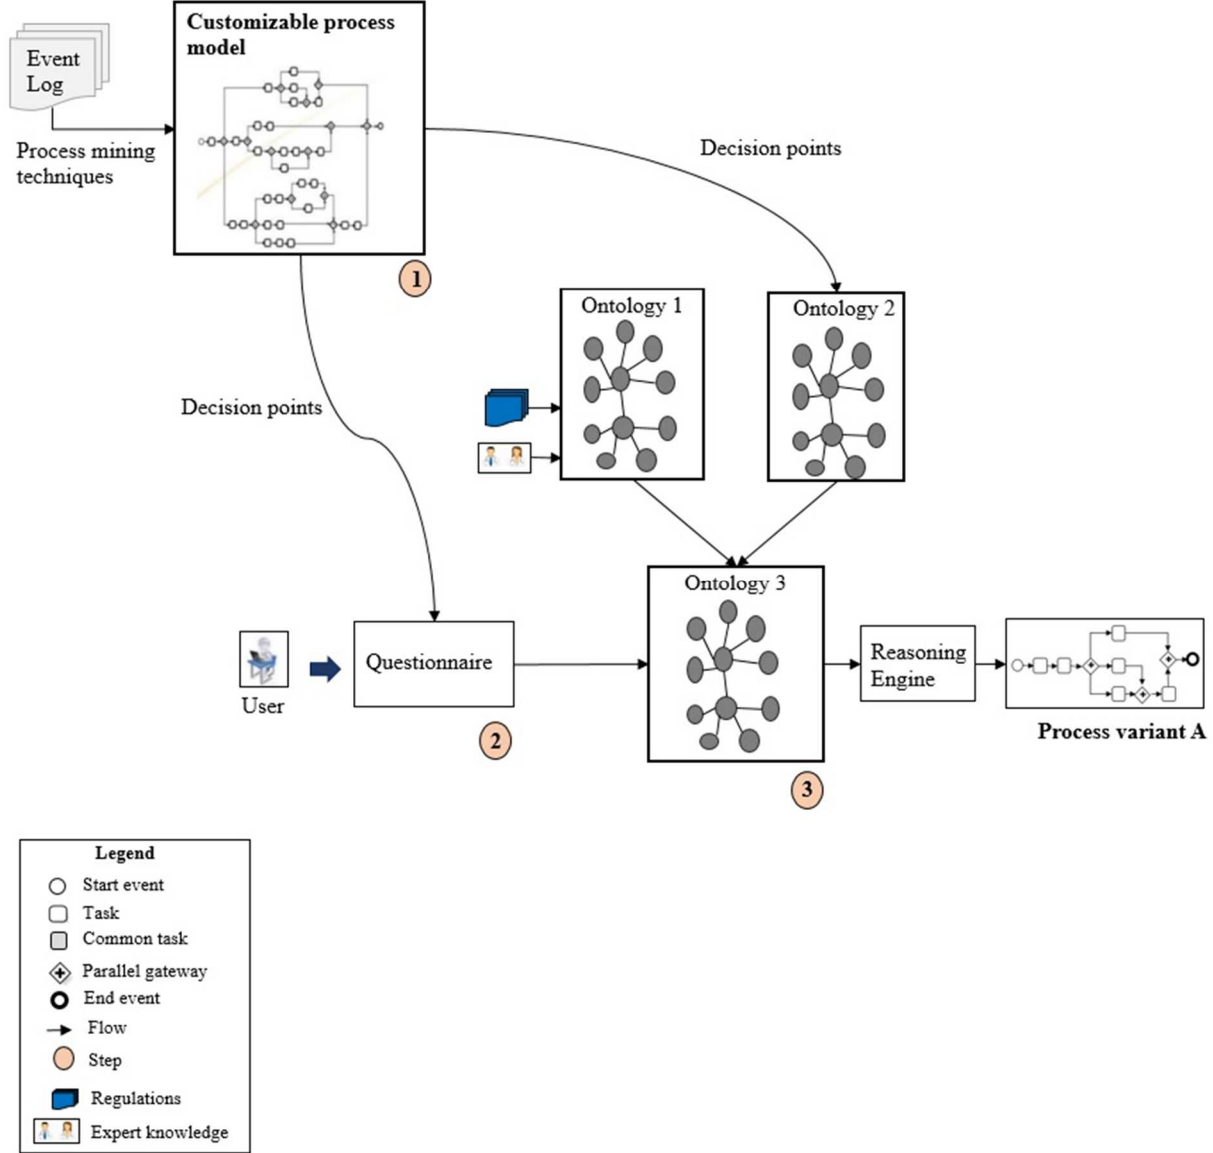 Customizable process
model
Event
Log
Process mining
techniques
Decision points
1
Ontology 1
Ontology 2
Decision points
Ontology 3
Questionnaire
Reasoning
Engine
User
Process variant A
2
3
Legend
Start event
Task
Common task
Parallel gateway
End event
Flow
Step
Regulations
Expert knowledge